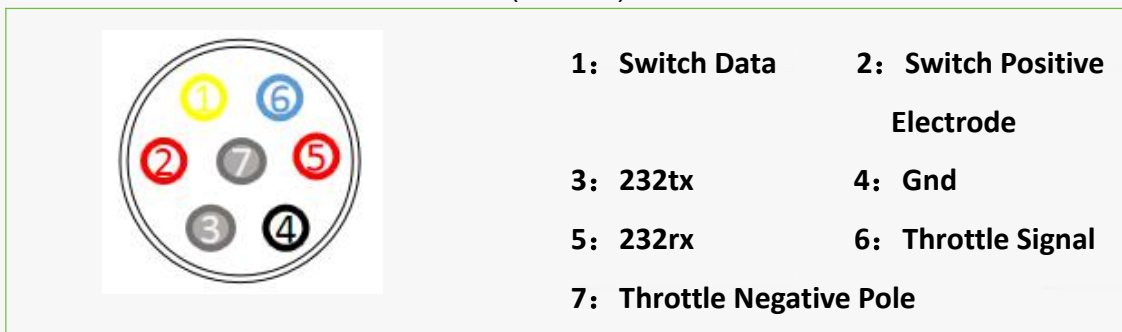 1 6
2 7 5
3 4
1：Switch Data 2：Switch Positive
Electrode
3：232tx 4：Gnd
5：232rx 6：Throttle Signal
7：Throttle Negative Pole